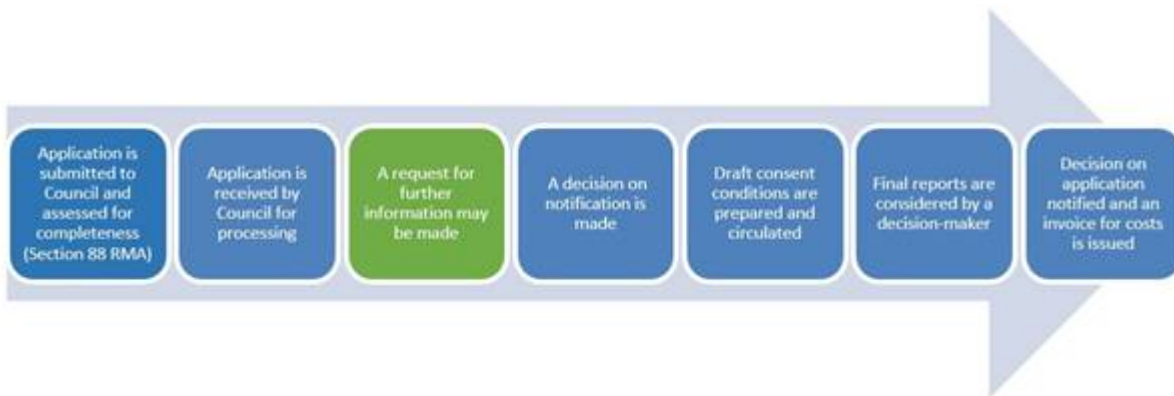 Application is
submitted to
Council and
assessed for
completeness
(Section 88 RMA)
Application is
received by
Council for
processing
A request for
further
information may
be made
A decision on
notification is
made
Draft consent
conditions are
prepared and
circulated
Final reports are
considered by a
decision-maker
Decision on
application
notified and an
invoice for costs
is issued